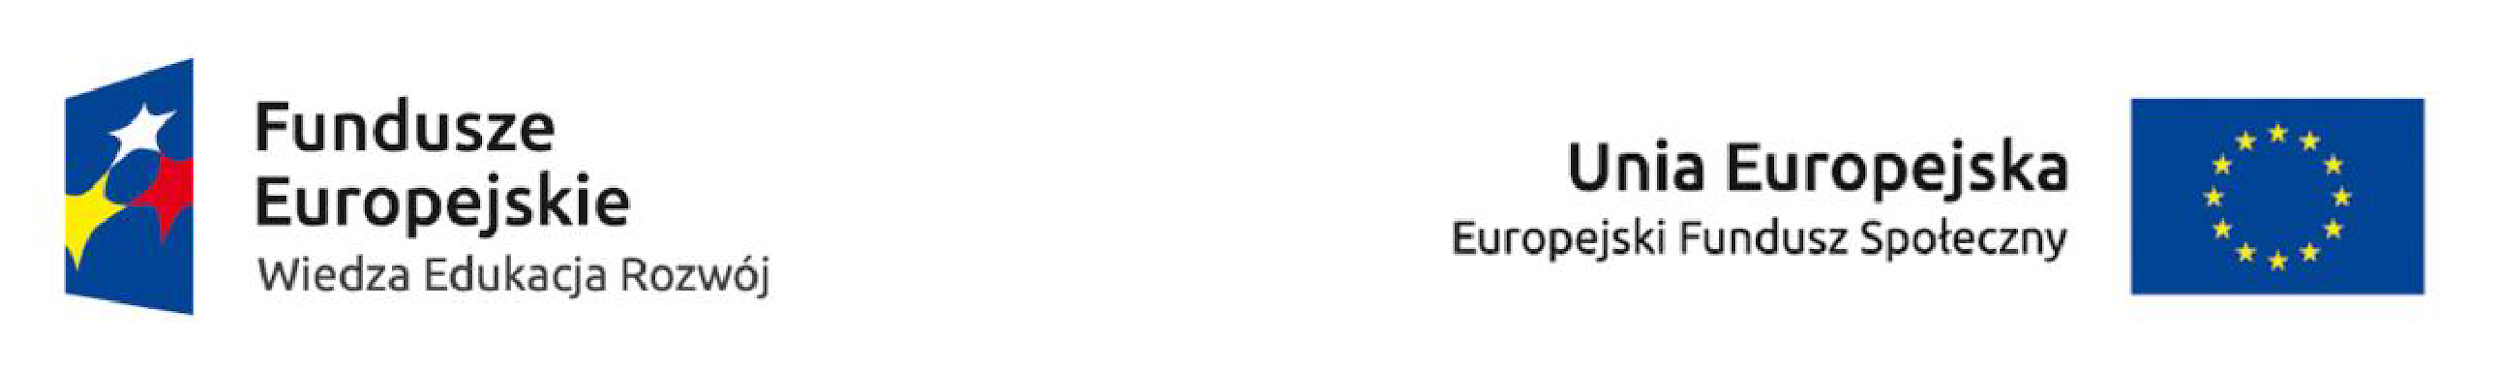 Fundusze
Europejskie
Wiedza Edukacja Rozwój
Unia Europejska
Europejski Fundusz Społeczny